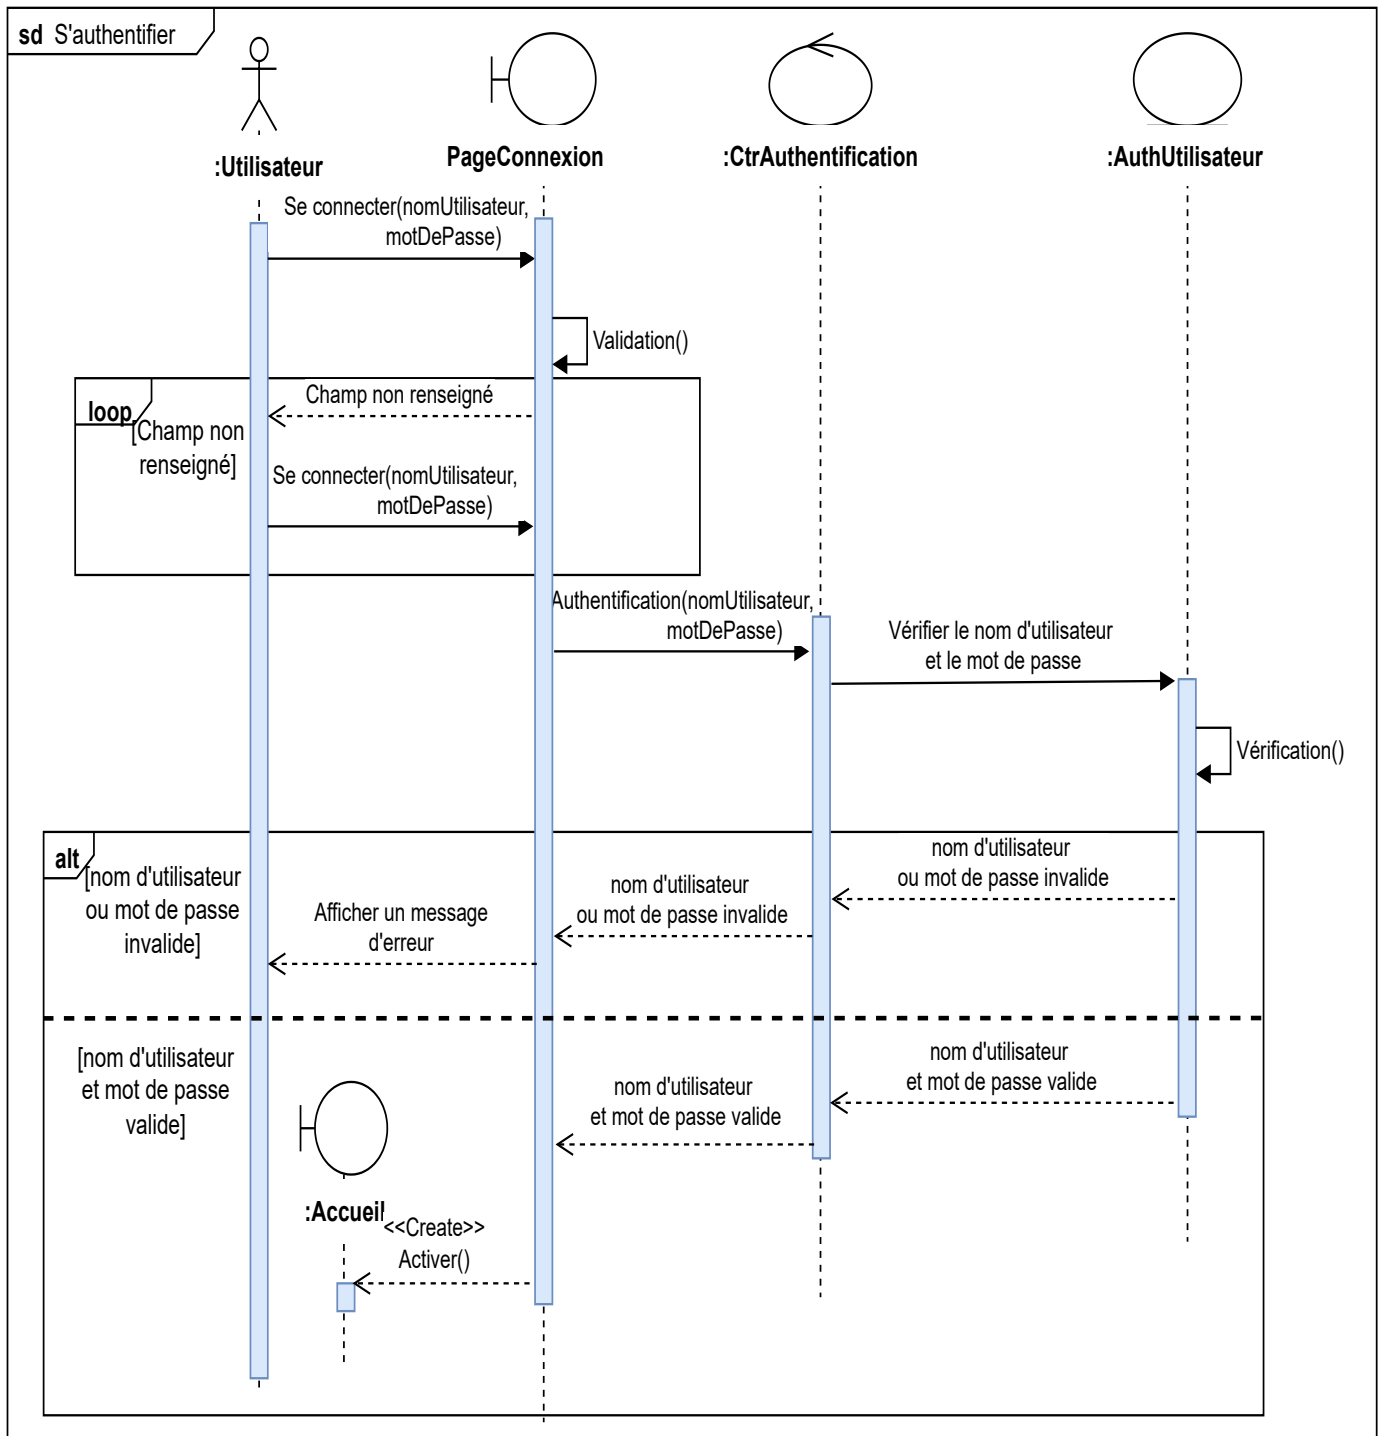 sd S'authentifier
:Utilisateur
PageConnexion
:CtrAuthentification
:AuthUtilisateur
Se connecter(nomUtilisateur,
motDePasse)
Validation()
loop
Champ non renseigné
[Champ non
renseigné]
Se connecter(nomUtilisateur,
motDePasse)
Authentification(nomUtilisateur,
motDePasse)
Vérifier le nom d'utilisateur
et le mot de passe
Vérification()
alt
[nom d'utilisateur
ou mot de passe
invalide]
nom d'utilisateur
ou mot de passe invalide
nom d'utilisateur
ou mot de passe invalide
Afficher un message
d'erreur
[nom d'utilisateur
et mot de passe
valide]
nom d'utilisateur
et mot de passe valide
nom d'utilisateur
et mot de passe valide
:Accueil
<<Create>>
Activer()